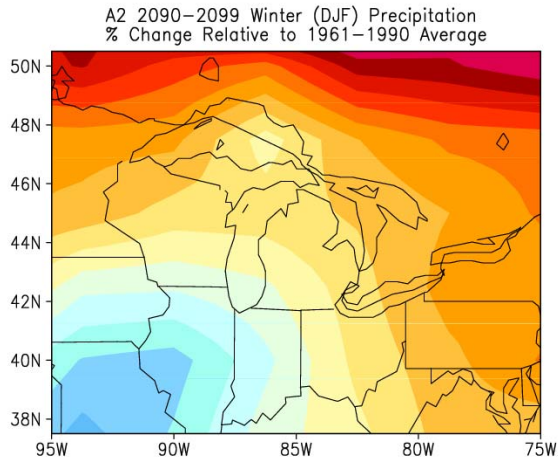 A2 2090-2099 Winter (DJF) Precipitation
% Change Relative to 1961-1990 Average
50N
48N
46N
44N
42N
40N
38N
95W 90W 85W 80W 75W